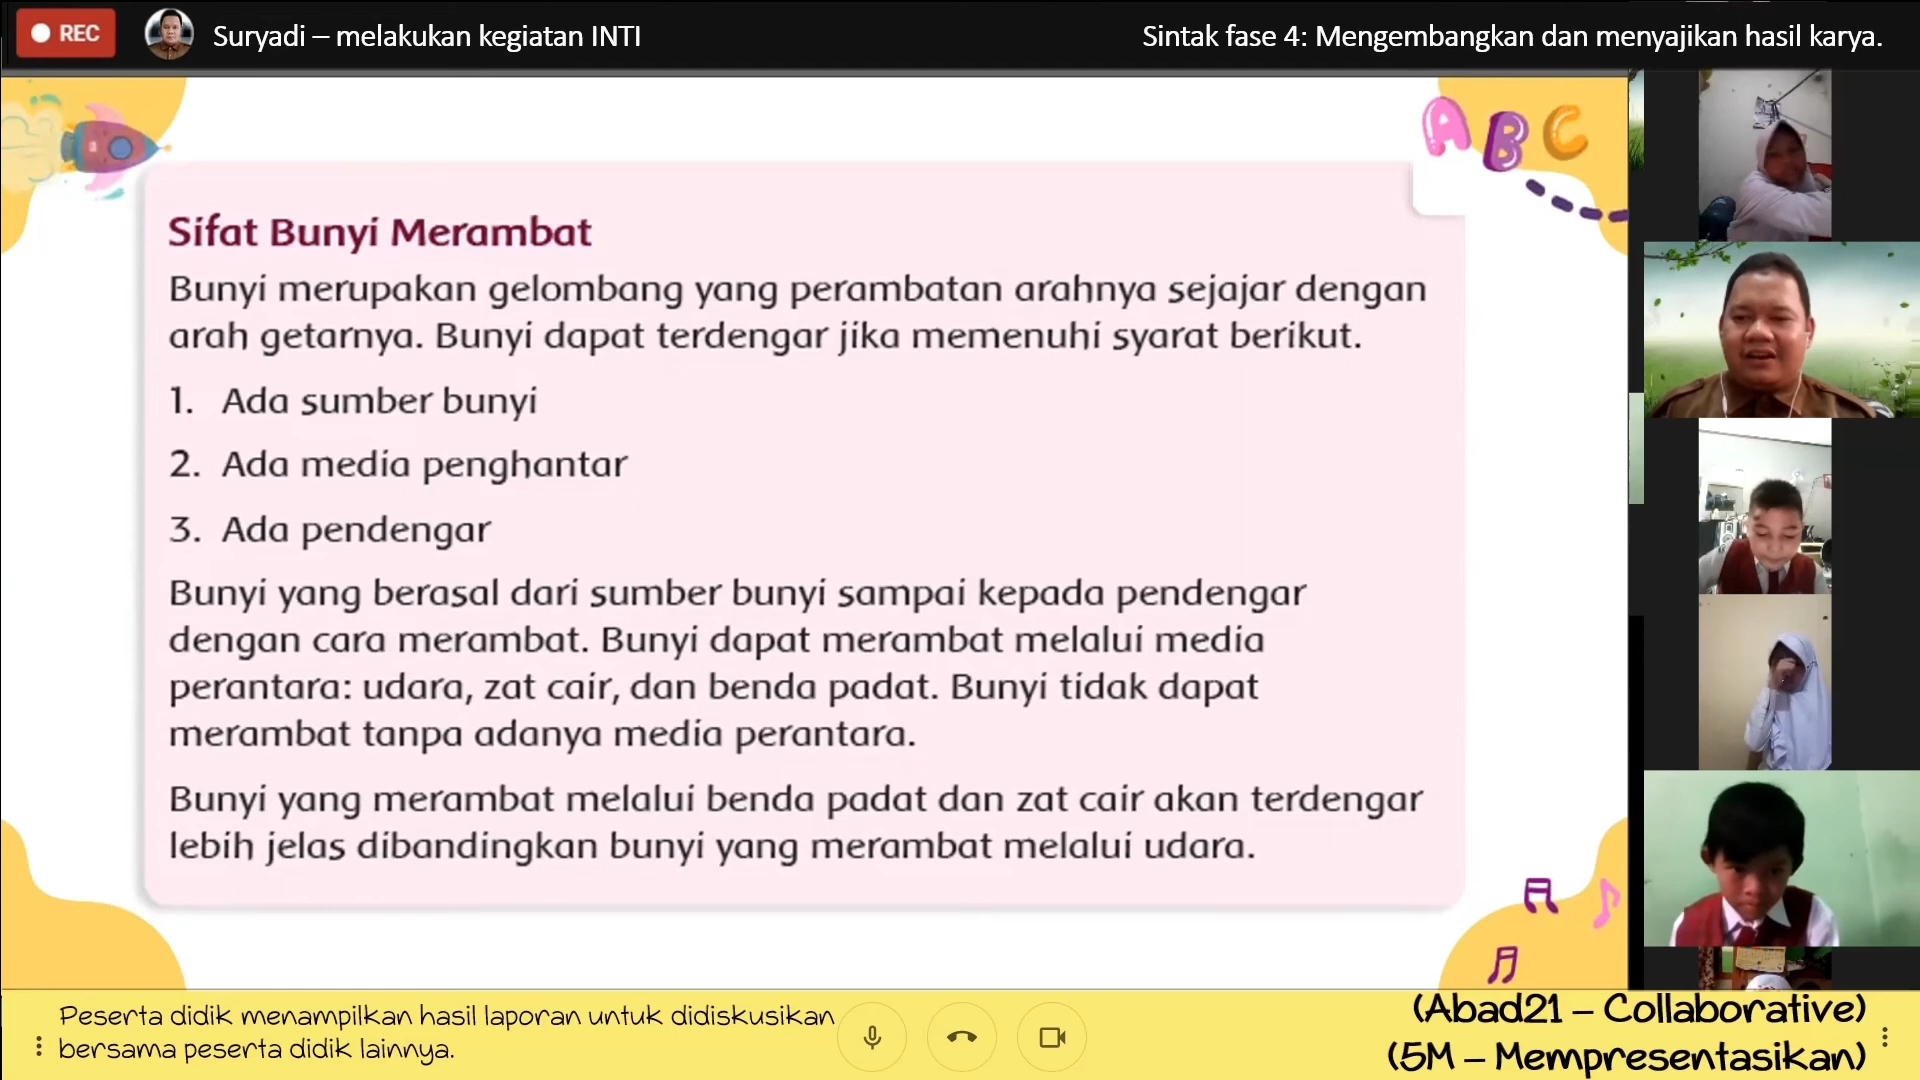 REC
Suryadi – melakukan kegiatan INTI
Sintak fase 4: Mengembangkan dan menyajikan hasil karya.
ABC
Sifat Bunyi Merambat
Bunyi merupakan gelombang yang perambatan arahnya sejajar dengan
arah getarnya. Bunyi dapat terdengar jika memenuhi syarat berikut.
1. Ada sumber bunyi
2. Ada media penghantar
3. Ada pendengar
Bunyi yang berasal dari sumber bunyi sampai kepada pendengar
dengan cara merambat. Bunyi dapat merambat melalui media
perantara: udara, zat cair, dan benda padat. Bunyi tidak dapat
merambat tanpa adanya media perantara.
Bunyi yang merambat melalui benda padat dan zat cair akan terdengar
lebih jelas dibandingkan bunyi yang merambat melalui udara.
Peserta didik menampilkan hasil laporan untuk didiskusikan
bersama peserta didik lainnya.
(Abad21 – Collaborative)
(5M – Mempresentasikan)